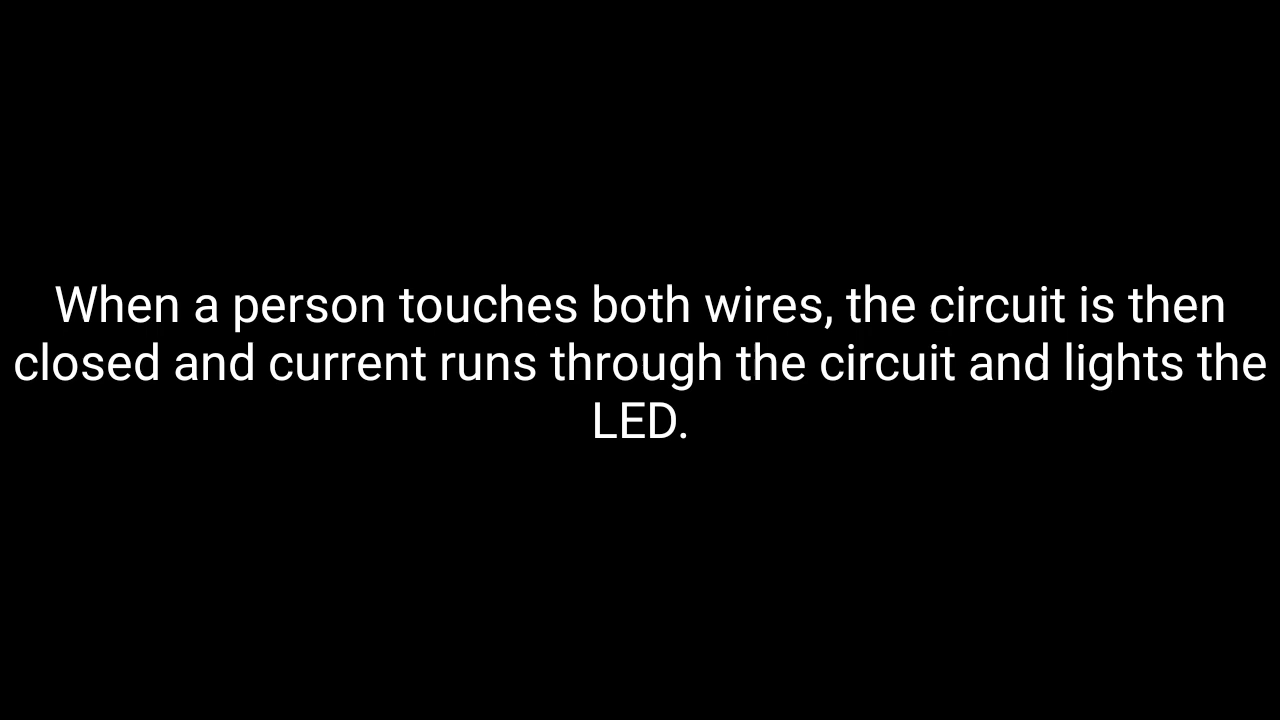 When a person touches both wires, the circuit is then
closed and current runs through the circuit and lights the
LED.